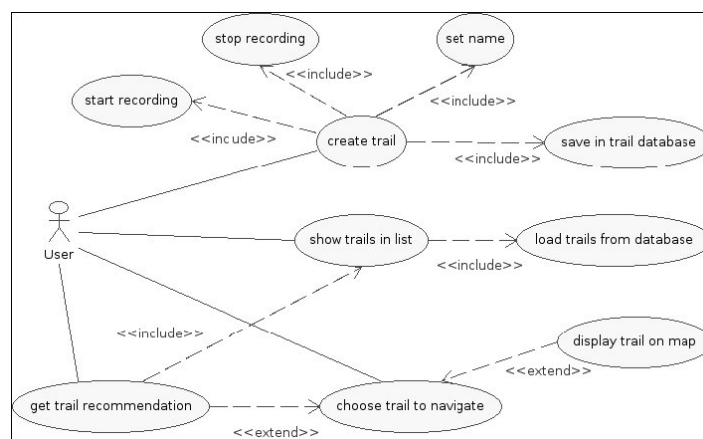 stop recording
set name
<<include>>
<<include>>
start recording
<<include>>
create trail
save in trail database
<<include>>
User
show trails in list
load trails from database
<<include>>
<<include>>
display trail on map
<<extend>>
get trail recommendation
choose trail to navigate
<<extend>>